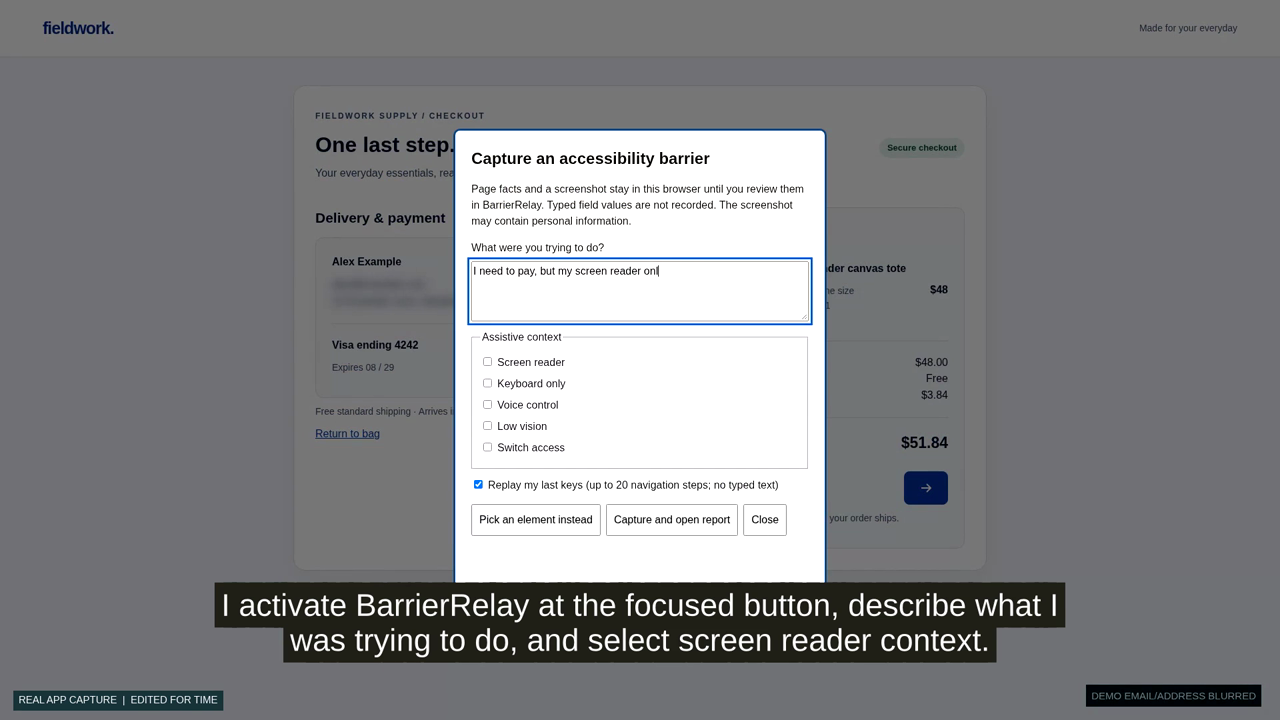 fieldwork.
Made for your everyday
FIELDWORK SUPPLY / CHECKOUT
One last step.
Secure checkout
Your everyday essentials, rea
Delivery & payment
Alex Example
Visa ending 4242
Expires 08 / 29
Free standard shipping · Arrives i
Return to bag
Capture an accessibility barrier
Page facts and a screenshot stay in this browser until you review them
in BarrierRelay. Typed field values are not recorded. The screenshot
may contain personal information.
What were you trying to do?
I need to pay, but my screen reader onl
Assistive context
Screen reader
Keyboard only
Voice control
Low vision
Switch access
Replay my last keys (up to 20 navigation steps; no typed text)
Pick an element instead
Capture and open report
Close
der canvas tote
ne size
$48
1
$48.00
Free
$3.84
$51.84
your order ships.
I activate BarrierRelay at the focused button, describe what I
was trying to do, and select screen reader context.
REAL APP CAPTURE | EDITED FOR TIME
DEMO EMAIL/ADDRESS BLURRED